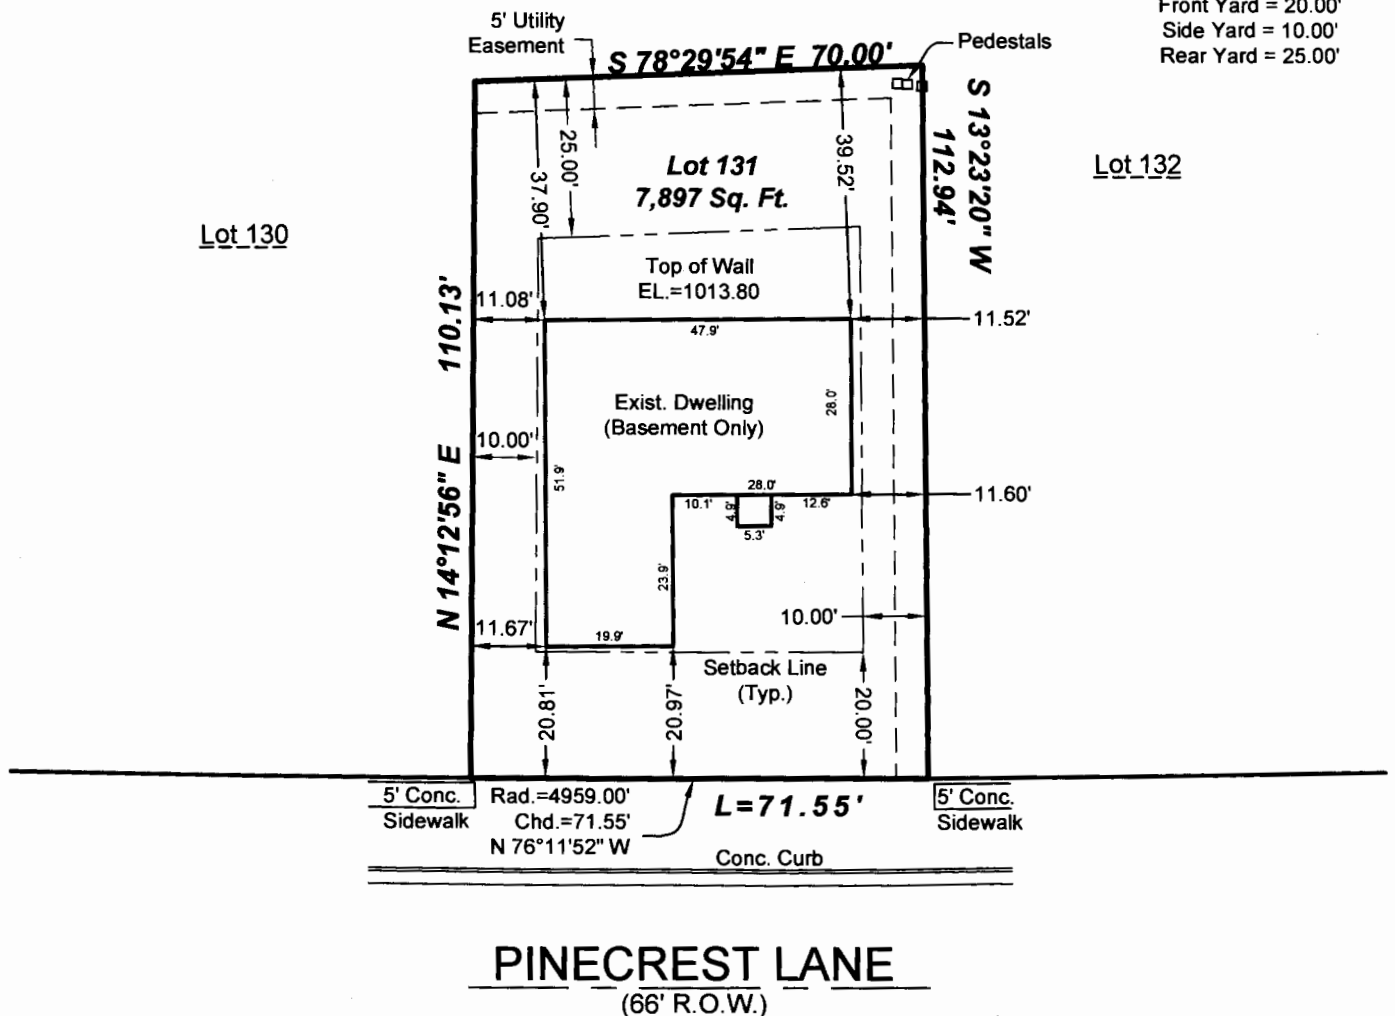 Front Yard = 20.00'
Side Yard = 10.00'
Rear Yard = 25.00'
5' Utility
Easement
S 78°29'54" E 70.00'
Pedestals
S 13°23'20" W
112.94'
Lot 132
Lot 130
37.90'
25.00'
39.52'
Lot 131
7,897 Sq. Ft.
Top of Wall
EL.=1013.80
N 14°12'56" E 110.13'
11.08'
47.9'
11.52'
Exist. Dwelling
(Basement Only)
28.0'
10.00'
51.9'
28.0'
10.1'
4.9'
4.9'
12.6'
5.3'
11.60'
23.9'
10.00'
11.67'
19.9'
Setback Line
(Typ.)
20.81'
20.97'
20.00'
5' Conc.
Sidewalk
Rad.=4959.00'
Chd.=71.55'
N 76°11'52" W
L=71.55'
5' Conc.
Sidewalk
Conc. Curb
PINECREST LANE
(66' R.O.W.)